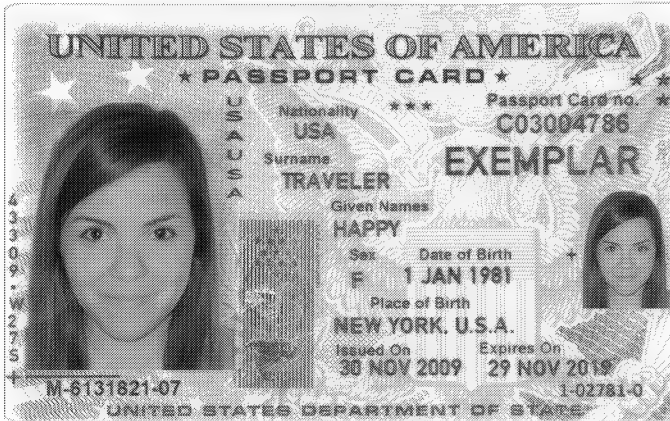 UNITED STATES OF AMERICA
★ PASSPORT CARD ★
USAUSA
Nationality
USA
Passport Card no.
C03004786
EXEMPLAR
Surname
TRAVELER
Given Names
HAPPY
Sex
F
Date of Birth
1 JAN 1981
Place of Birth
NEW YORK, U.S.A.
Issued On
30 NOV 2009
Expires On
29 NOV 2019
43309•W27S+
M-6131821-07
1-02781-0
UNITED STATES DEPARTMENT OF STATE